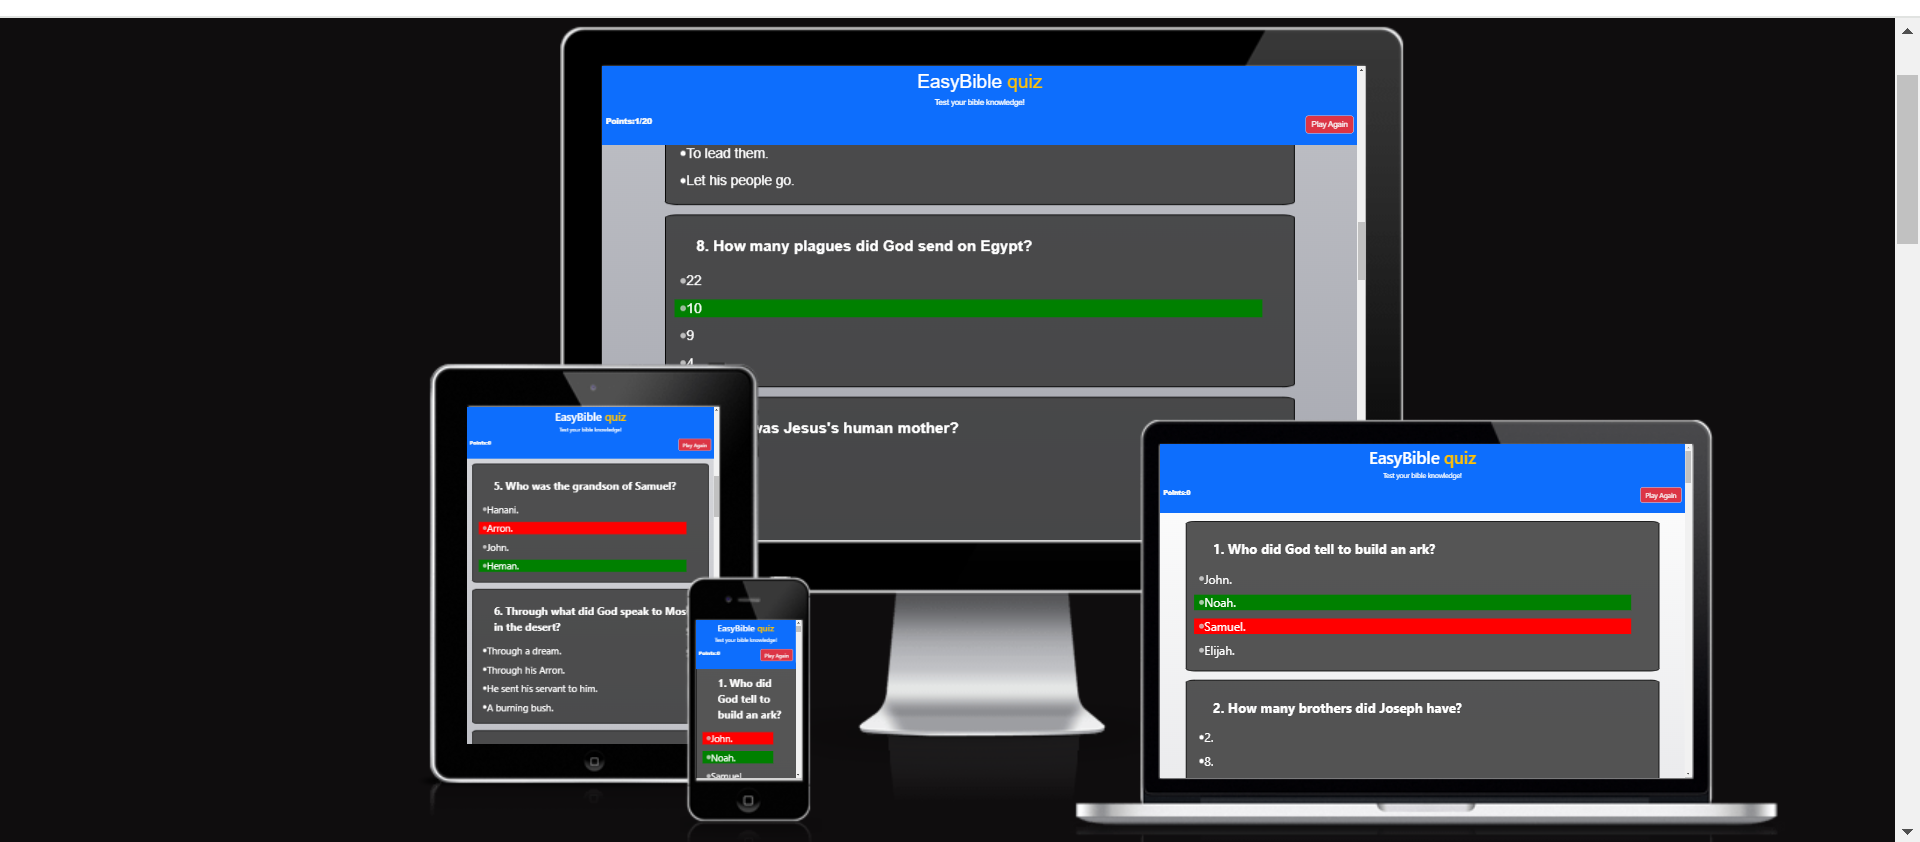 EasyBible quiz
Test your bible knowledge!
Points:1/20
Play Again
•To lead them.
•Let his people go.
8. How many plagues did God send on Egypt?
•22
•10
•9
•4
was Jesus's human mother?
EasyBible quiz
Test your bible knowledge!
Points:0
Play Again
5. Who was the grandson of Samuel?
•Hanani.
•Arron.
•John.
•Heman.
6. Through what did God speak to Mos
in the desert?
•Through a dream.
•Through his Arron.
•He sent his servant to him.
•A burning bush.
EasyBible quiz
Test your bible knowledge!
Points:0
Play Again
1. Who did
God tell to
build an ark?
•John.
•Noah.
•Samuel.
EasyBible quiz
Test your bible knowledge!
Points:0
Play Again
1. Who did God tell to build an ark?
•John.
•Noah.
•Samuel.
•Elijah.
2. How many brothers did Joseph have?
•2.
•8.